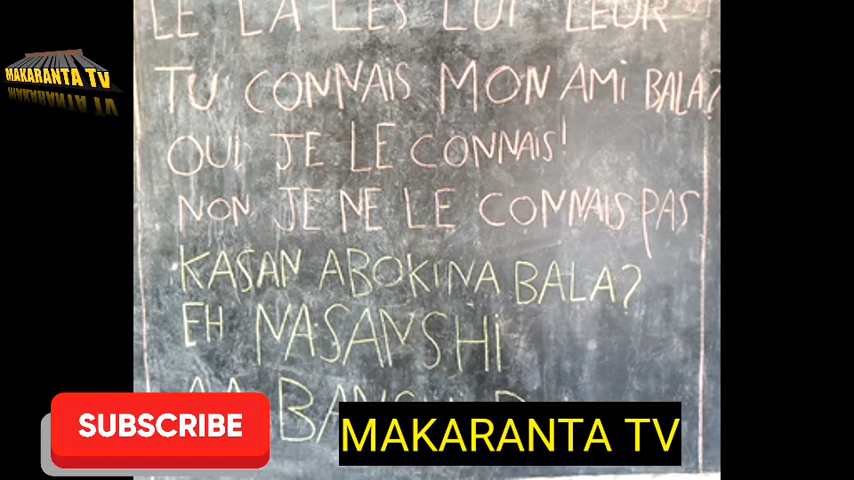 LE LA LES LUI LEUR
MAKARANTA TV
TU CONNAIS MON AMI BALA?
OUI JE LE CONNAIS!
NON JE NE LE CONNAIS PAS
KASAN ABOKINA BALA?
EH NASANSHI
SUBSCRIBE
MAKARANTA TV